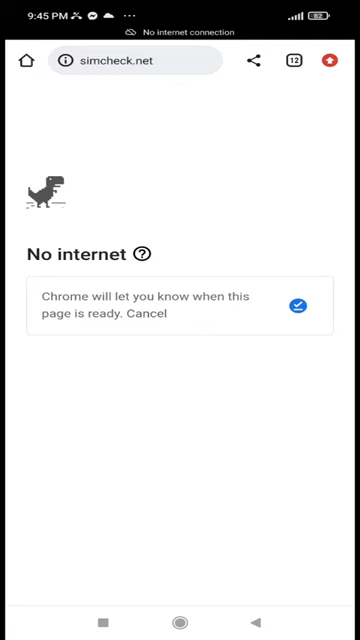 9:45 PM
82
No internet connection
simcheck.net
12
No internet
Chrome will let you know when this
page is ready. Cancel